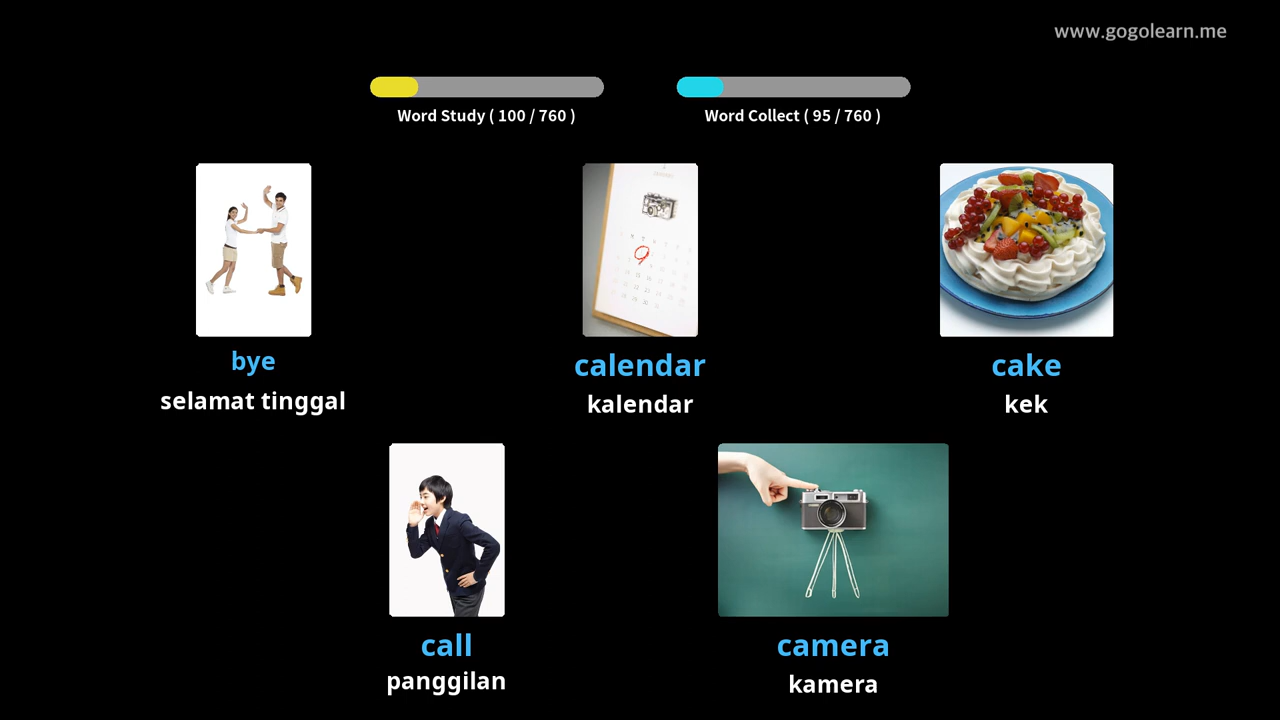 www.gogolearn.me
Word Study ( 100 / 760 )
Word Collect ( 95 / 760 )
bye
selamat tinggal
calendar
kalendar
cake
kek
call
panggilan
camera
kamera